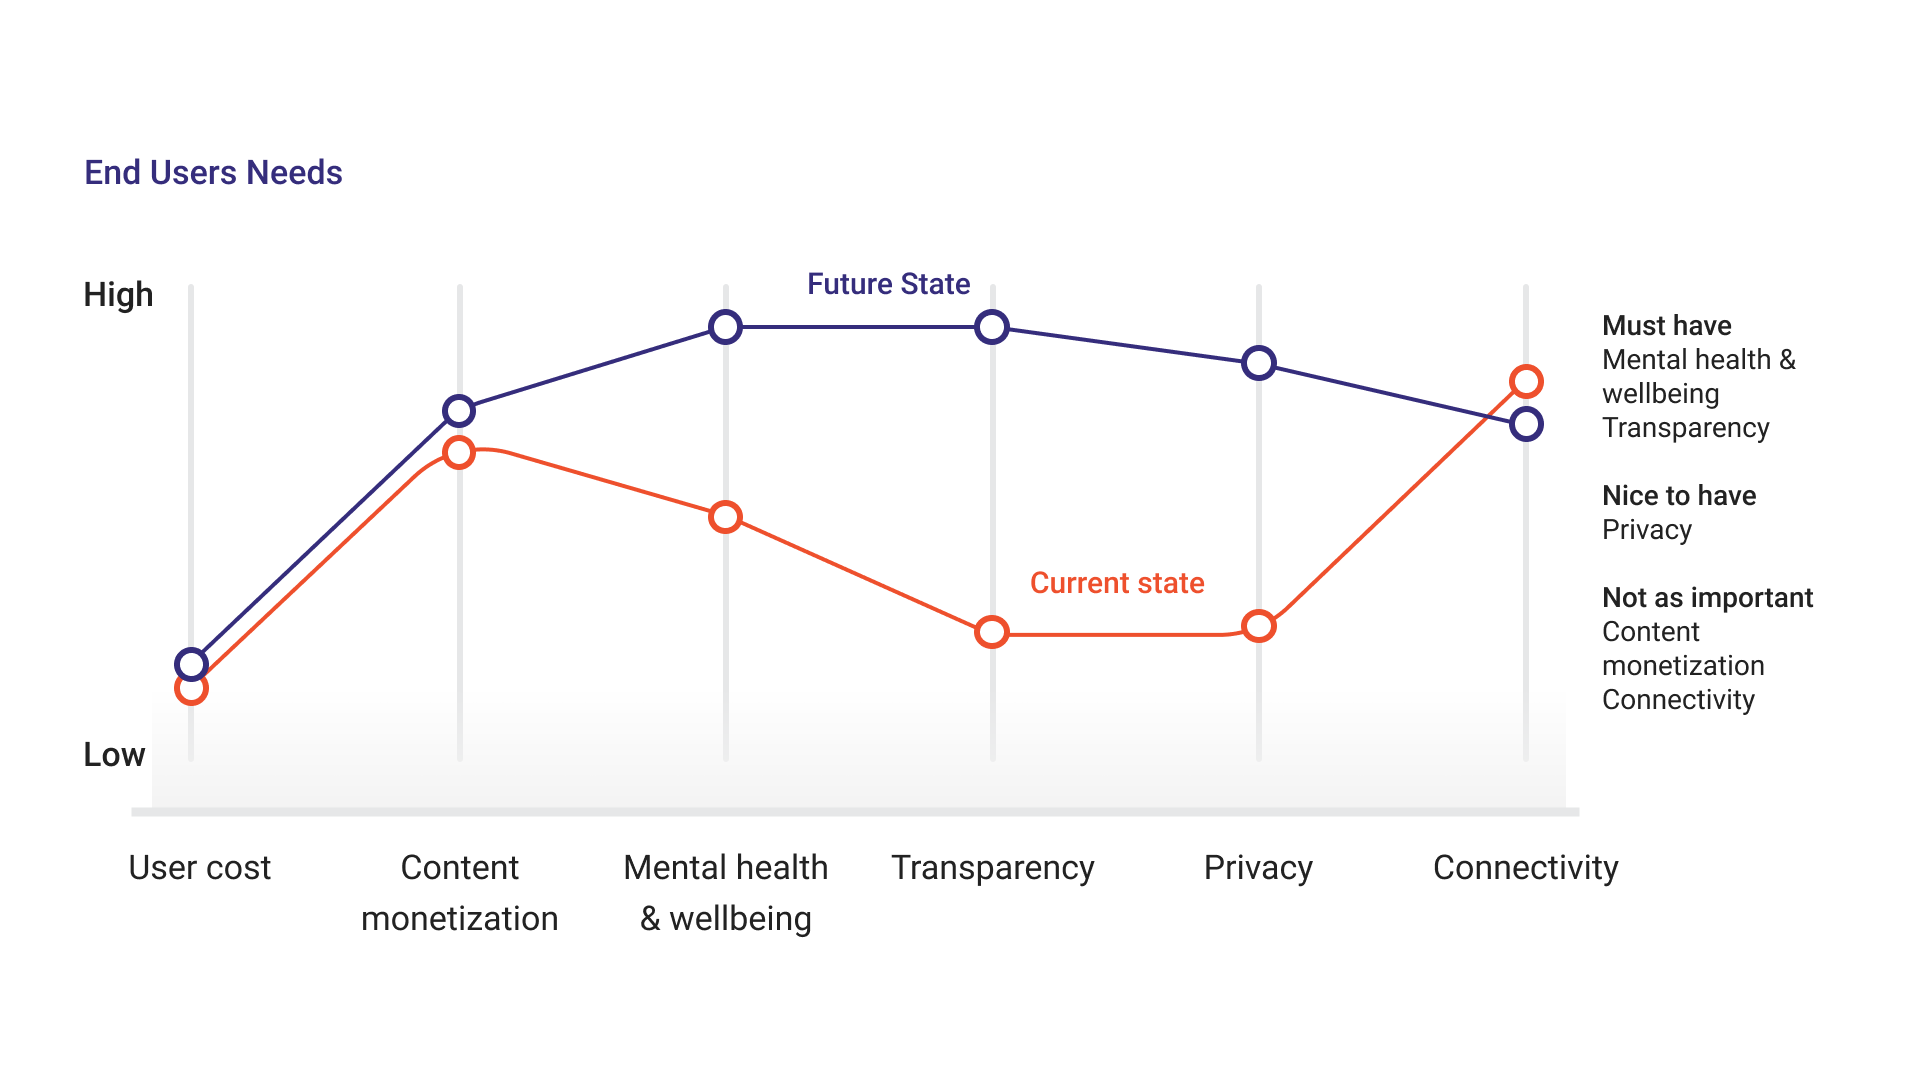 End Users Needs
High
Future State
Current state
Low
User cost
Content
monetization
Mental health
& wellbeing
Transparency
Privacy
Connectivity
Must have
Mental health &
wellbeing
Transparency
Nice to have
Privacy
Not as important
Content
monetization
Connectivity